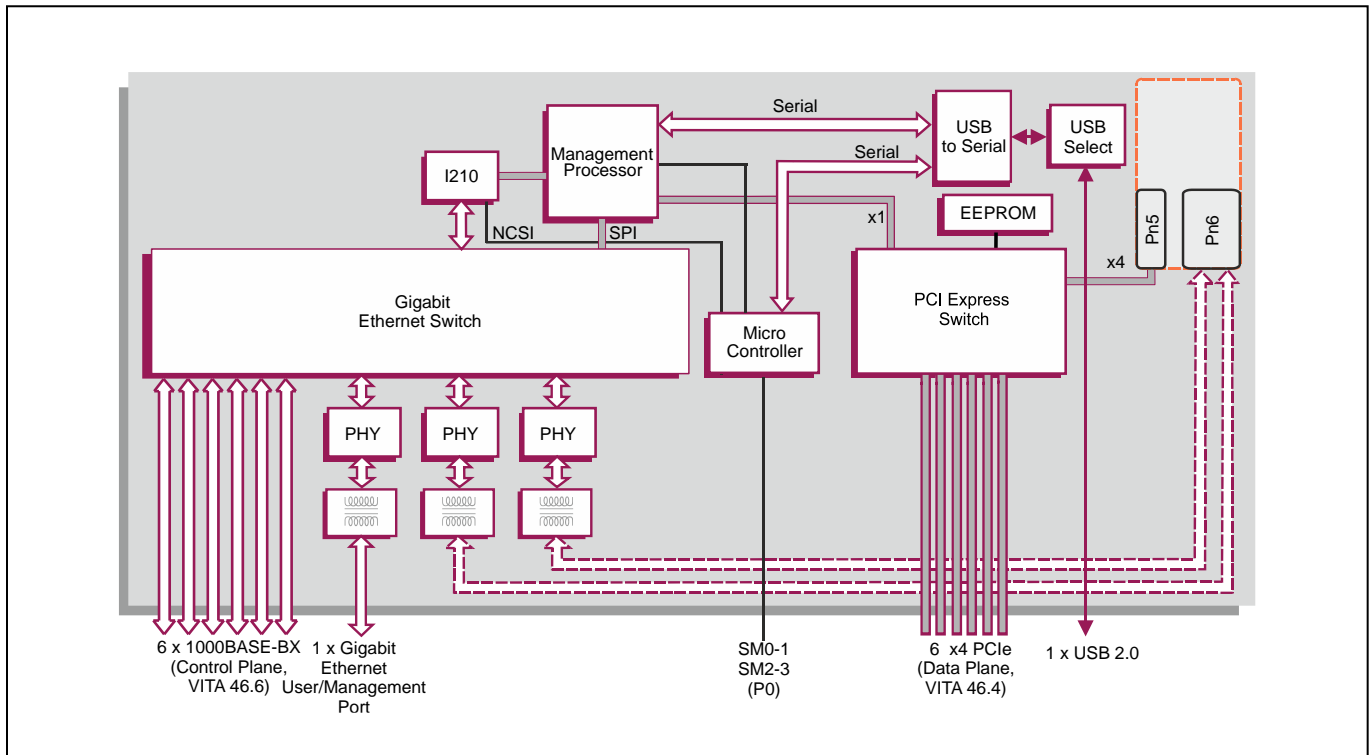 Serial
USB
to Serial
USB
Select
Management
Processor
Serial
I210
x1
EEPROM
Pn5
Pn6
NCSI
SPI
x4
Gigabit
Ethernet Switch
PCI Express
Switch
Micro
Controller
PHY
PHY
PHY
6 x 1000BASE-BX
(Control Plane,
VITA 46.6)
1 x Gigabit
Ethernet
User/Management
Port
SM0-1
SM2-3
(P0)
6 x4 PCIe
(Data Plane,
VITA 46.4)
1 x USB 2.0